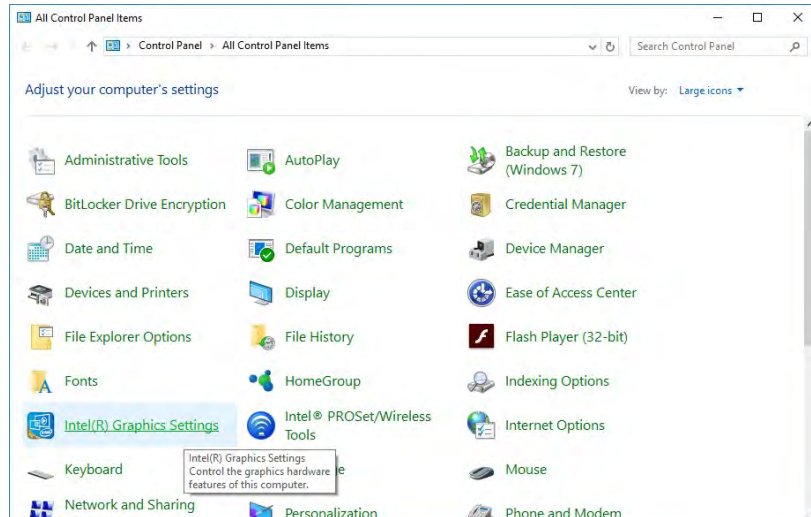 All Control Panel Items
Control Panel > All Control Panel Items
Search Control Panel
Adjust your computer's settings
View by: Large icons
Administrative Tools
AutoPlay
Backup and Restore
(Windows 7)
BitLocker Drive Encryption
Color Management
Credential Manager
Date and Time
Default Programs
Device Manager
Devices and Printers
Display
Ease of Access Center
File Explorer Options
File History
Flash Player (32-bit)
Fonts
HomeGroup
Indexing Options
Intel(R) Graphics Settings
Intel® PROSet/Wireless
Tools
Internet Options
Keyboard
Intel(R) Graphics Settings
Control the graphics hardware
features of this computer.
Mouse
Network and Sharing
Personalization
Phone and Modem